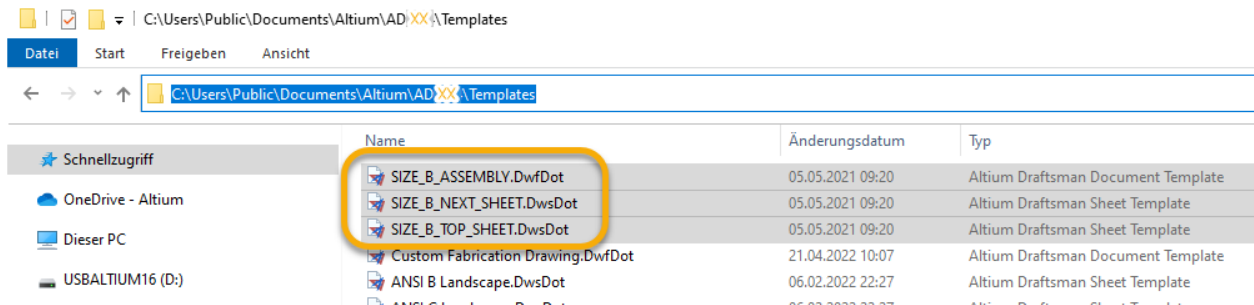 C:\Users\Public\Documents\Altium\ADXX\Templates
Datei Start Freigeben Ansicht
C:\Users\Public\Documents\Altium\ADXX\Templates
Name Änderungsdatum Typ
Schnellzugriff
SIZE_B_ASSEMBLY.DwfDot 05.05.2021 09:20 Altium Draftsman Document Template
OneDrive - Altium
SIZE_B_NEXT_SHEET.DwsDot 05.05.2021 09:20 Altium Draftsman Sheet Template
SIZE_B_TOP_SHEET.DwsDot 05.05.2021 09:20 Altium Draftsman Sheet Template
Dieser PC
Custom Fabrication Drawing.DwfDot 21.04.2022 10:07 Altium Draftsman Document Template
USBALTIUM16 (D:)
ANSI B Landscape.DwsDot 06.02.2022 22:27 Altium Draftsman Sheet Template